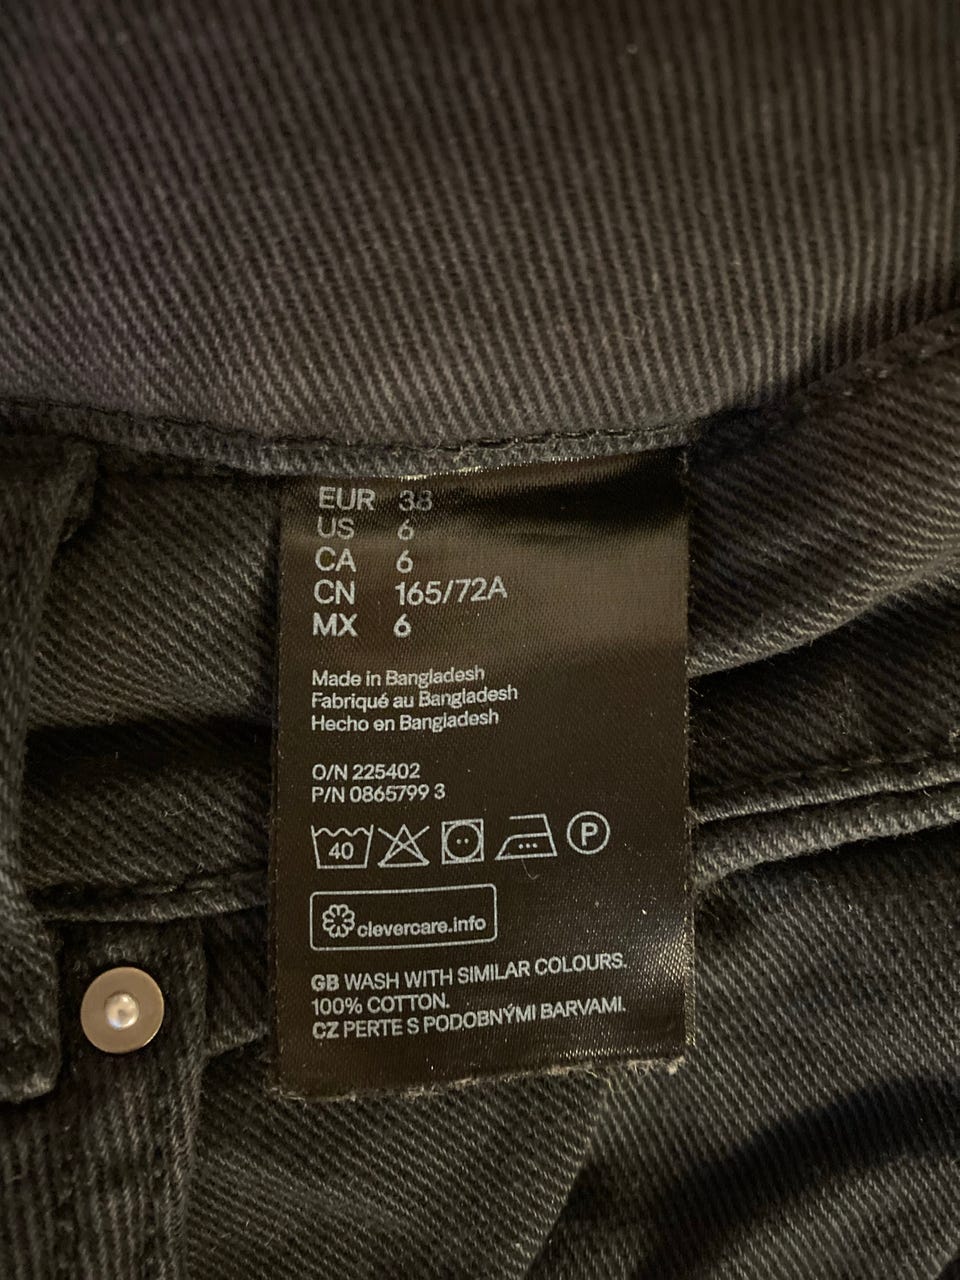 EUR 38
US 6
CA 6
CN 165/72A
MX 6
Made in Bangladesh
Fabriqué au Bangladesh
Hecho en Bangladesh
O/N 225402
P/N 0865799 3
40 P
clevercare.info
GB WASH WITH SIMILAR COLOURS.
100% COTTON.
CZ PERTE S PODOBNÝMI BARVAMI.